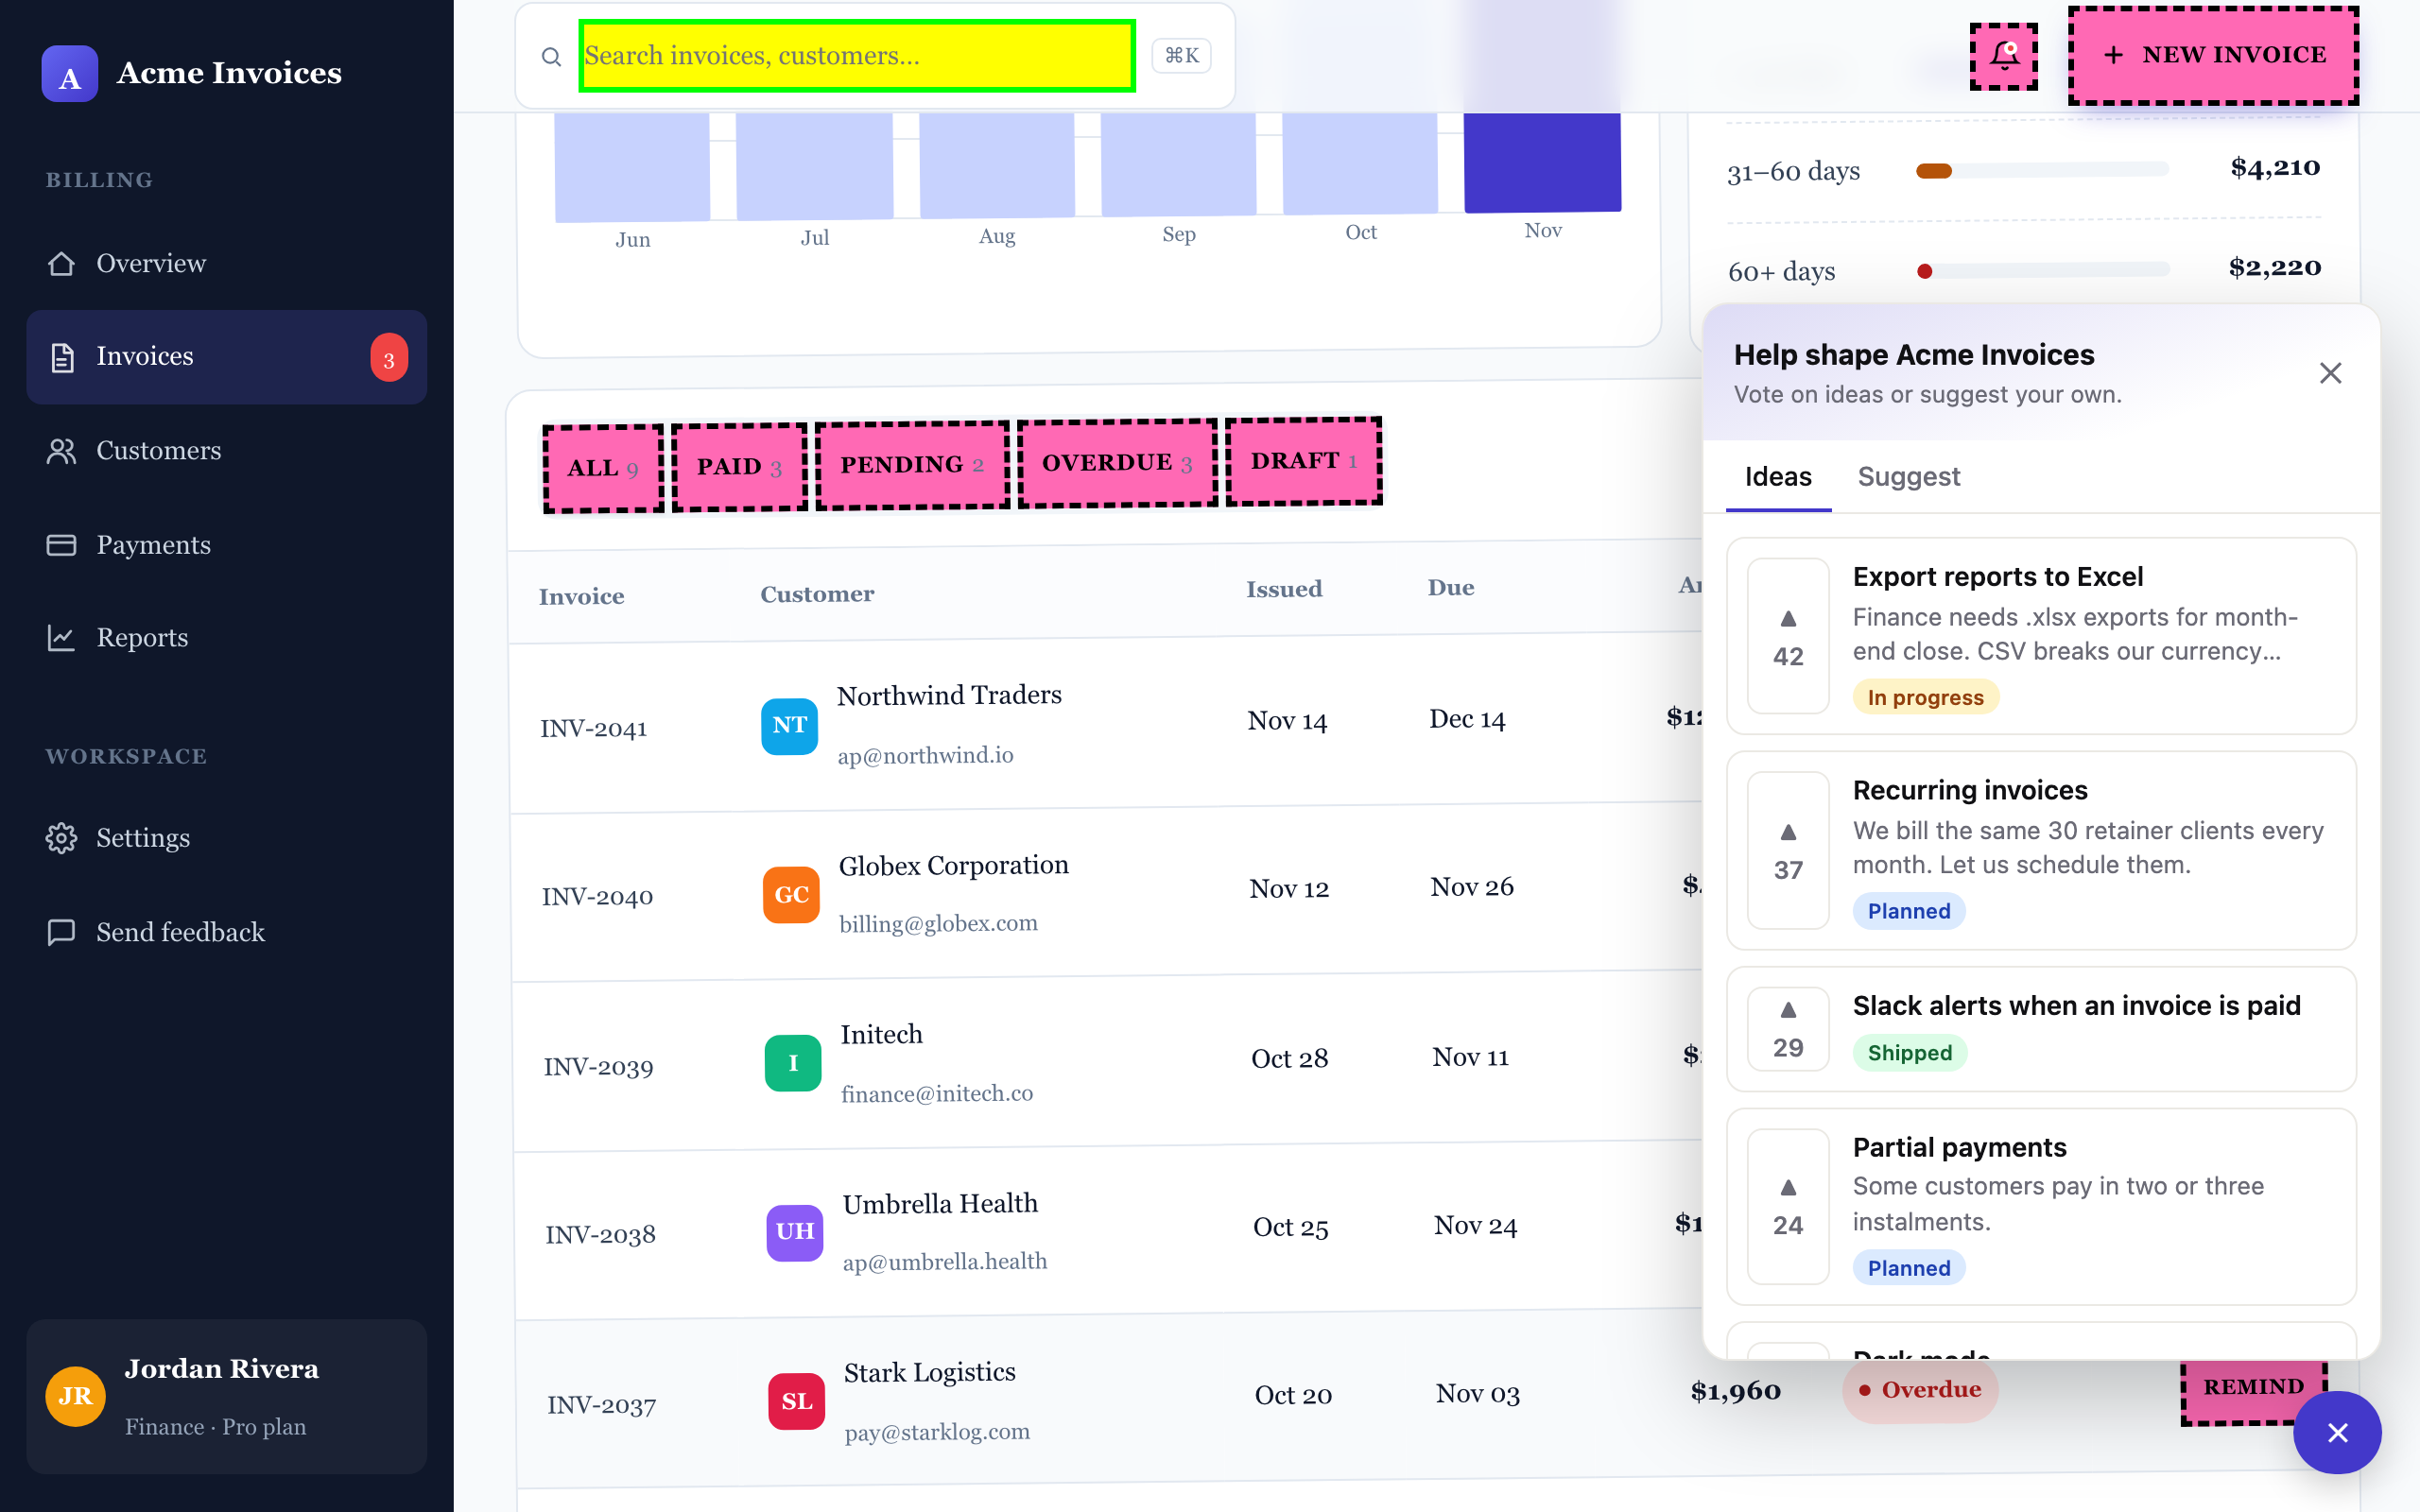 A Acme Invoices
BILLING
Overview
Invoices 3
Customers
Payments
Reports
WORKSPACE
Settings
Send feedback
JR Jordan Rivera
Finance · Pro plan
Search invoices, customers... ⌘K
+ NEW INVOICE
Jun Jul Aug Sep Oct Nov
31–60 days $4,210
60+ days $2,220
ALL 9 PAID 3 PENDING 2 OVERDUE 3 DRAFT 1
Invoice Customer Issued Due
INV-2041 NT Northwind Traders Nov 14 Dec 14
ap@northwind.io
INV-2040 GC Globex Corporation Nov 12 Nov 26
billing@globex.com
INV-2039 I Initech Oct 28 Nov 11
finance@initech.co
INV-2038 UH Umbrella Health Oct 25 Nov 24
ap@umbrella.health
INV-2037 SL Stark Logistics Oct 20 Nov 03 $1,960 Overdue REMIND
pay@starklog.com
Help shape Acme Invoices
Vote on ideas or suggest your own.
Ideas Suggest
Export reports to Excel
Finance needs .xlsx exports for month-
end close. CSV breaks our currency...
▲ 42
In progress
Recurring invoices
We bill the same 30 retainer clients every
month. Let us schedule them.
▲ 37
Planned
Slack alerts when an invoice is paid
▲ 29
Shipped
Partial payments
Some customers pay in two or three
instalments.
▲ 24
Planned
Dark mode